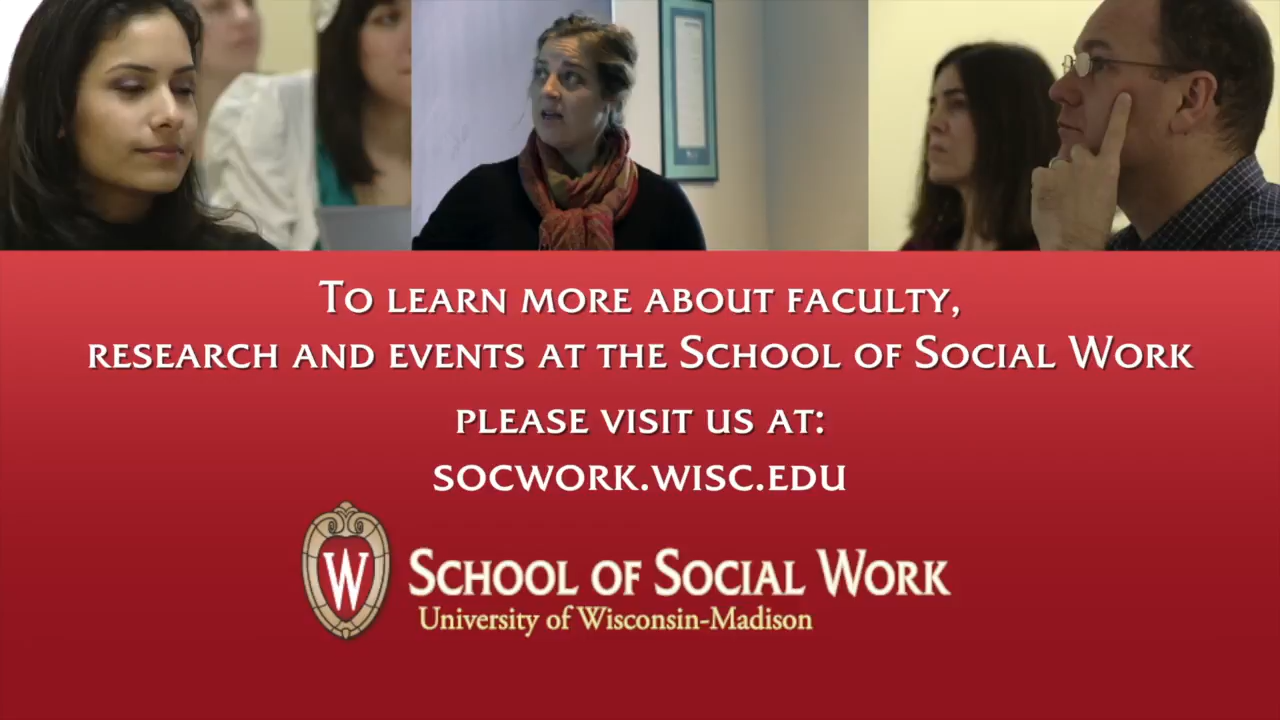 To learn more about faculty,
research and events at the School of Social Work
please visit us at:
socwork.wisc.edu
W
School of Social Work
University of Wisconsin-Madison